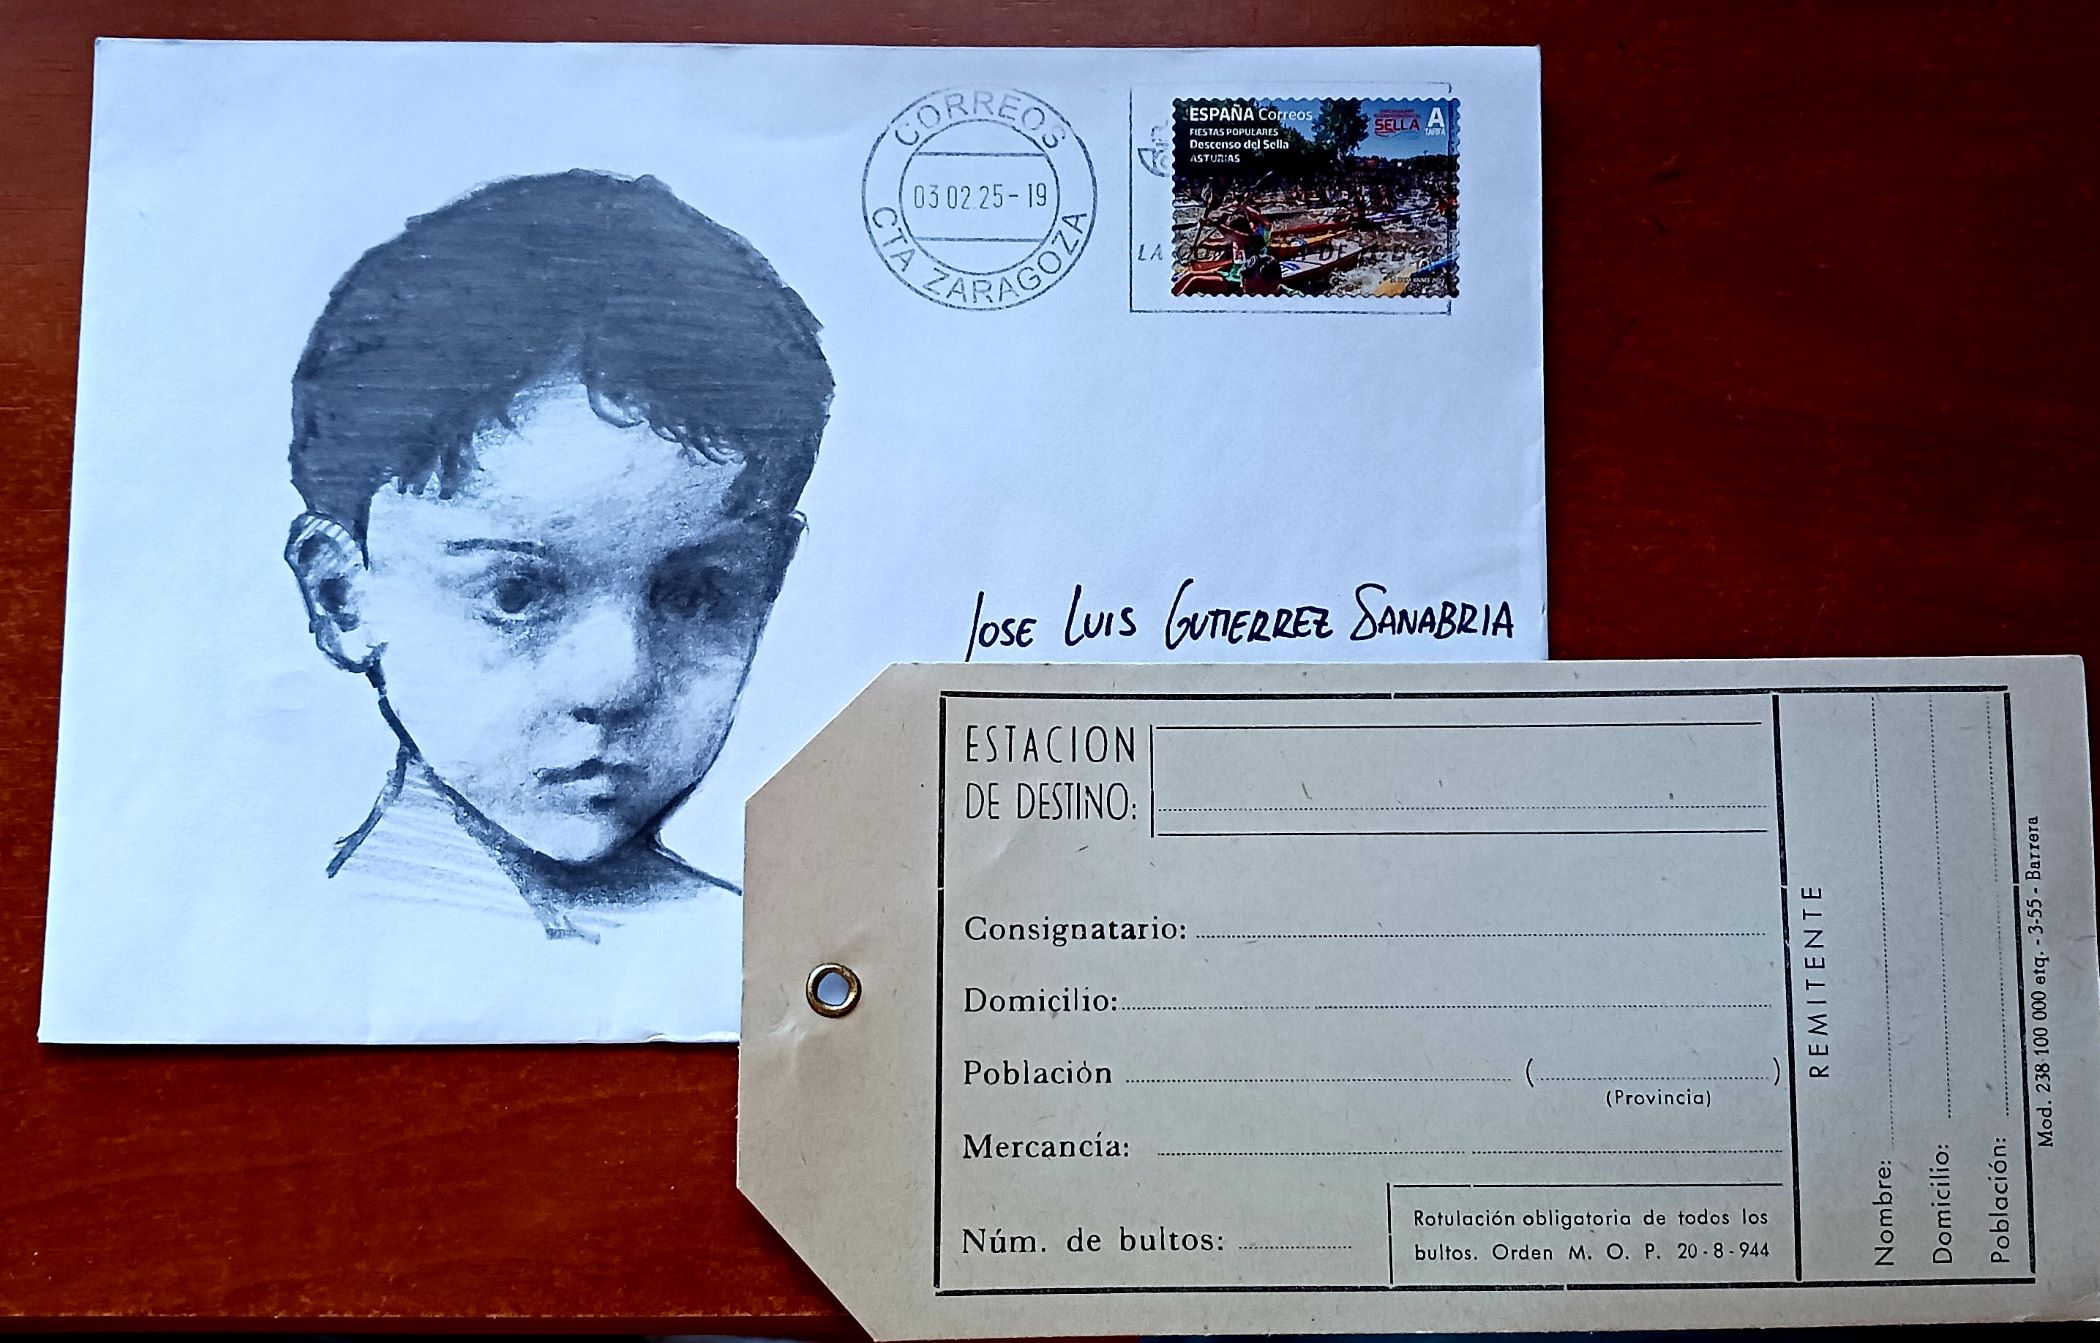 CORREOS
03 02.25-19
CTA ZARAGOZA
ESPAÑA Correos
FIESTAS POPULARES
Descenso del Sella
ASTURIAS
SELLA
A
TARIFA
LA
DE
JOSE LUIS GUTIERREZ SANABRIA
ESTACION
DE DESTINO:
Consignatario:
Domicilio:
Población ( )
(Provincia)
Mercancía:
Núm. de bultos:
Rotulación obligatoria de todos los
bultos. Orden M. O. P. 20-8-944
REMITENTE
Nombre:
Domicilio:
Población:
Mod. 238 100 000 etq. - 3-55 - Barrera